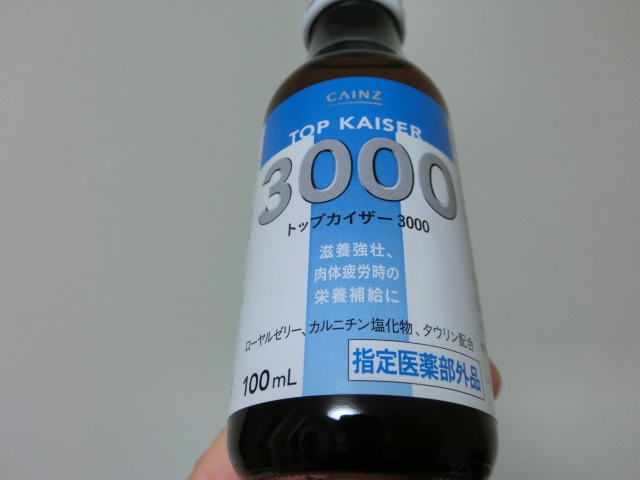 CAINZ
TOP KAISER
3000
トップカイザー 3000
滋養強壮、
肉体疲労時の
栄養補給に
ローヤルゼリー、カルニチン塩化物、タウリン配合
指定医薬部外品
100mL